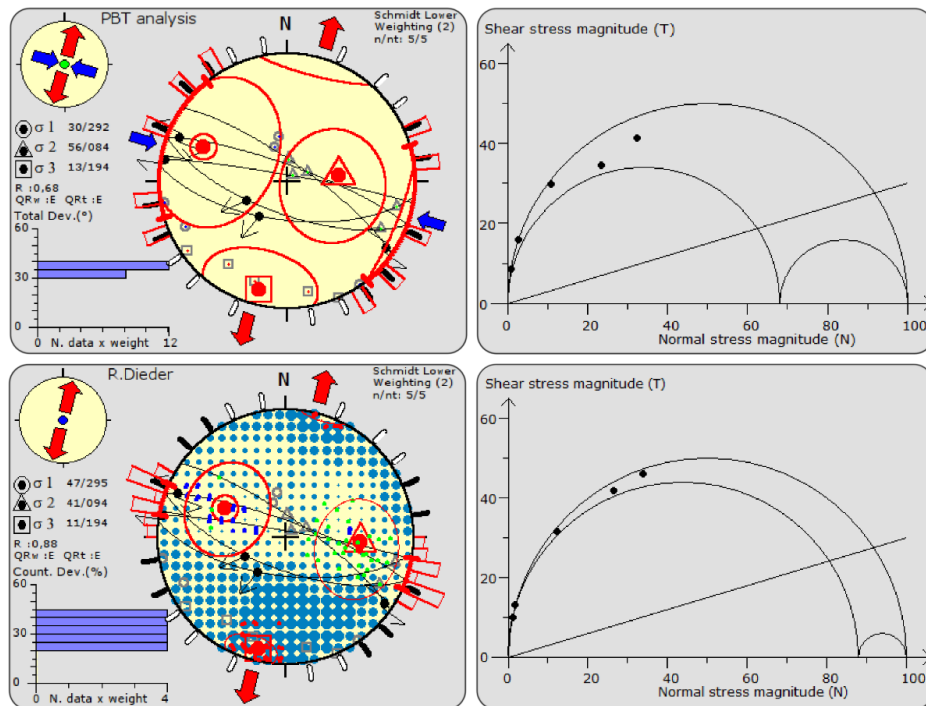 PBT analysis
N
Schmidt Lower
Weighting (2)
n/nt: 5/5
σ 1 30/292
σ 2 56/084
σ 3 13/194
R :0,68
QRw :E QRt :E
Total Dev.(°)
60
30
0
0 N. data x weight 12
Shear stress magnitude (T)
60
40
20
0
0 20 40 60 80 100
Normal stress magnitude (N)
R.Dieder
N
Schmidt Lower
Weighting (2)
n/nt: 5/5
σ 1 47/295
σ 2 41/094
σ 3 11/194
R :0,88
QRw :E QRt :E
Count. Dev.(%)
60
30
0
0 N. data x weight 4
Shear stress magnitude (T)
60
40
20
0
0 20 40 60 80 100
Normal stress magnitude (N)